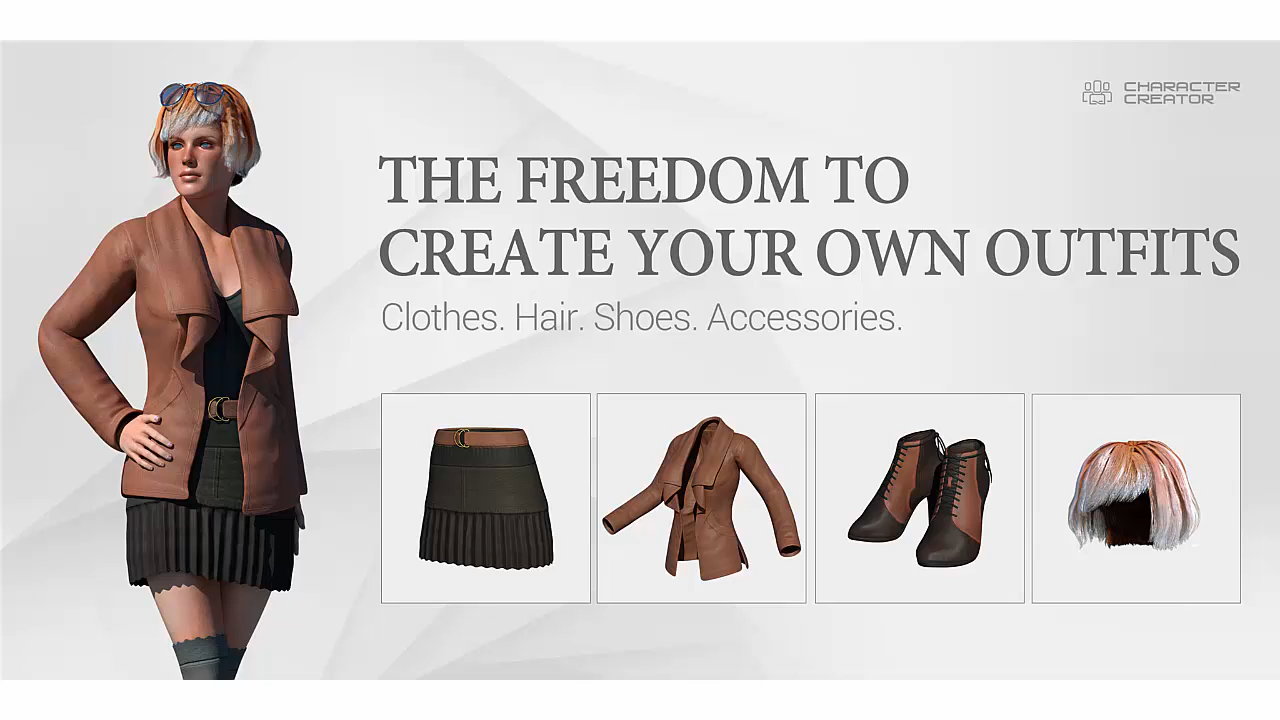 CHARACTER
CREATOR
THE FREEDOM TO
CREATE YOUR OWN OUTFITS
Clothes. Hair. Shoes. Accessories.